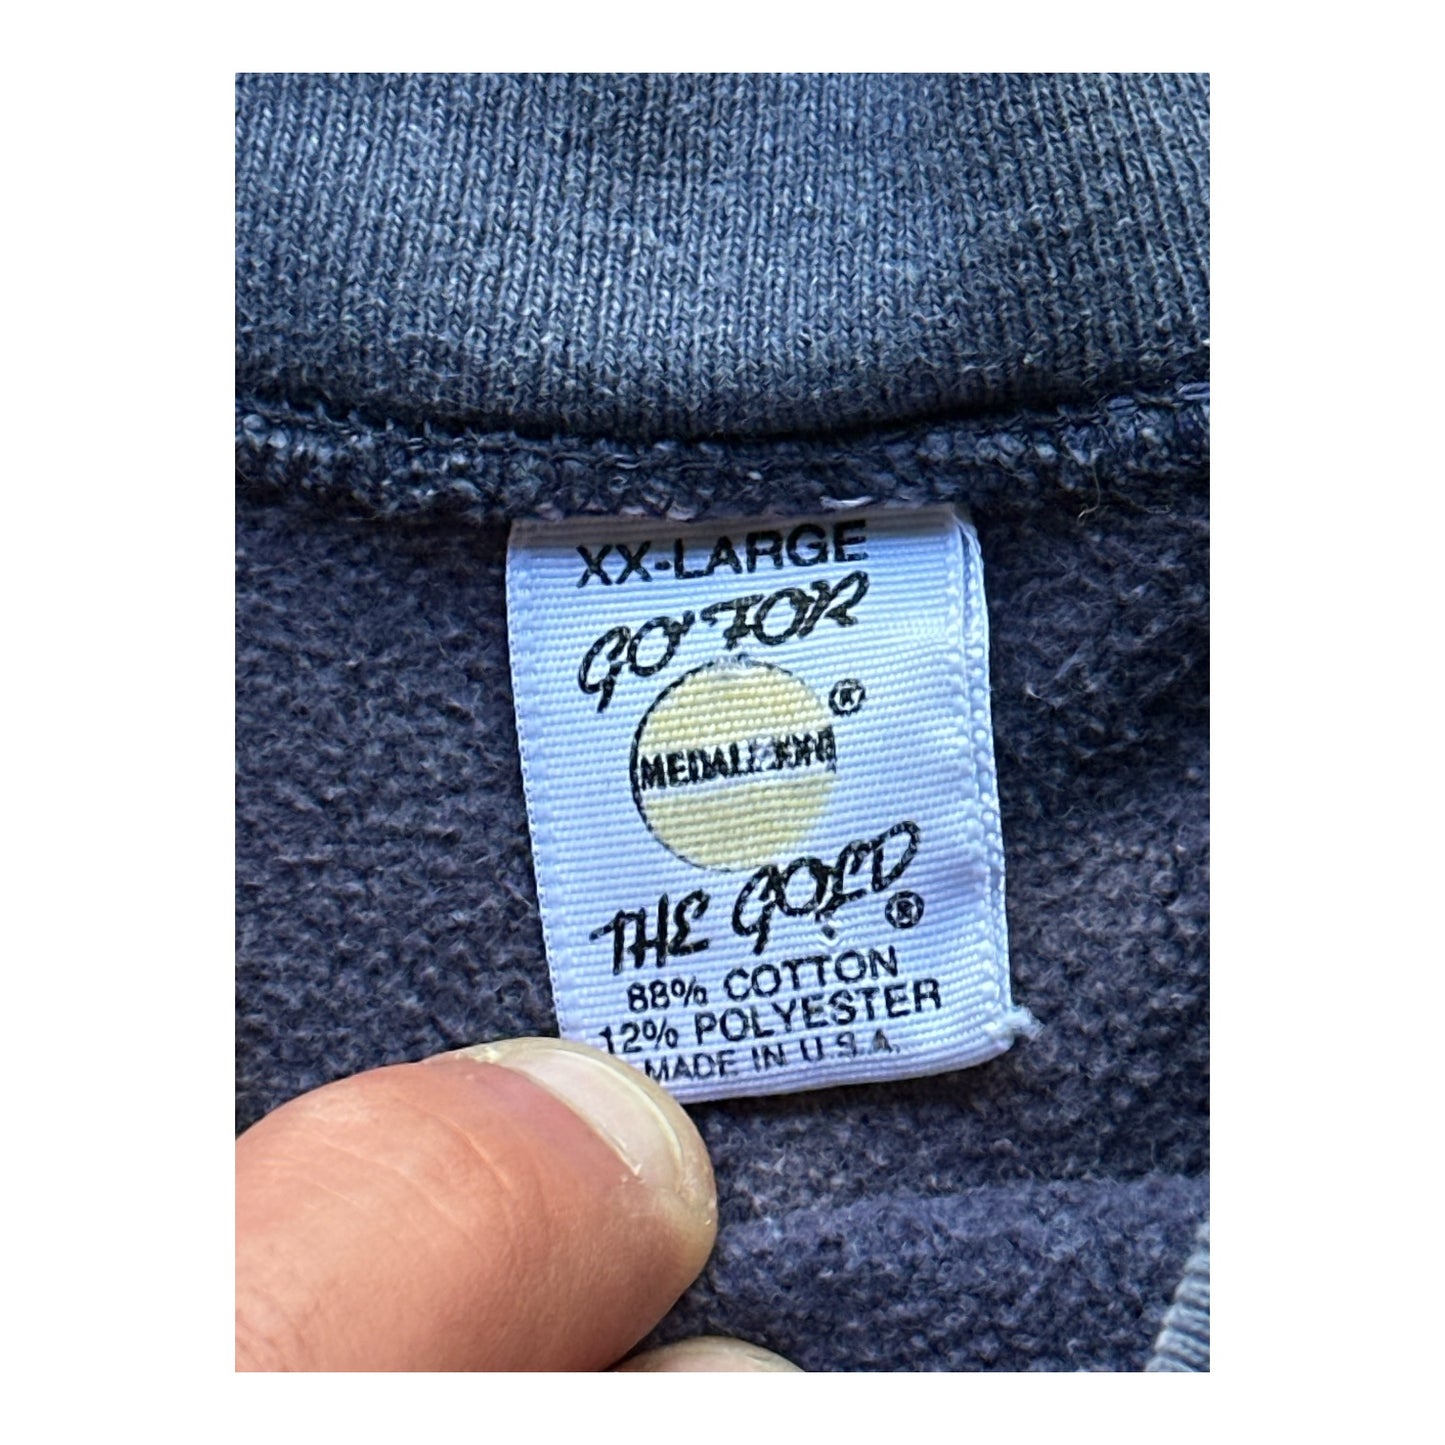 XX-LARGE
GO FOR
®
THE GOLD
®
88% COTTON
12% POLYESTER
MADE IN U.S.A.